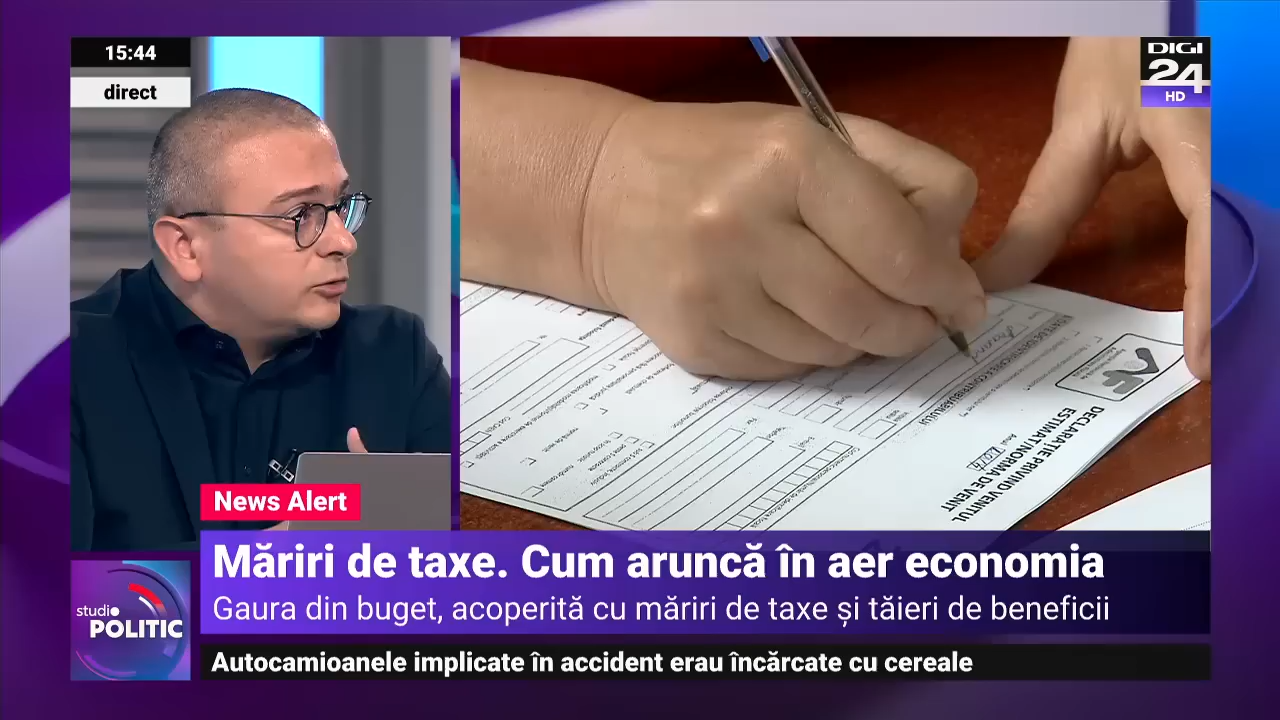 15:44
direct
DIGI
24
HD
DECLARAȚIE PRIVIND VENITUL
ESTIMAT/NORMA DE VENIT
Anul
News Alert
Măriri de taxe. Cum aruncă în aer economia
Gaura din buget, acoperită cu măriri de taxe și tăieri de beneficii
studio
POLITIC
Autocamioanele implicate în accident erau încărcate cu cereale